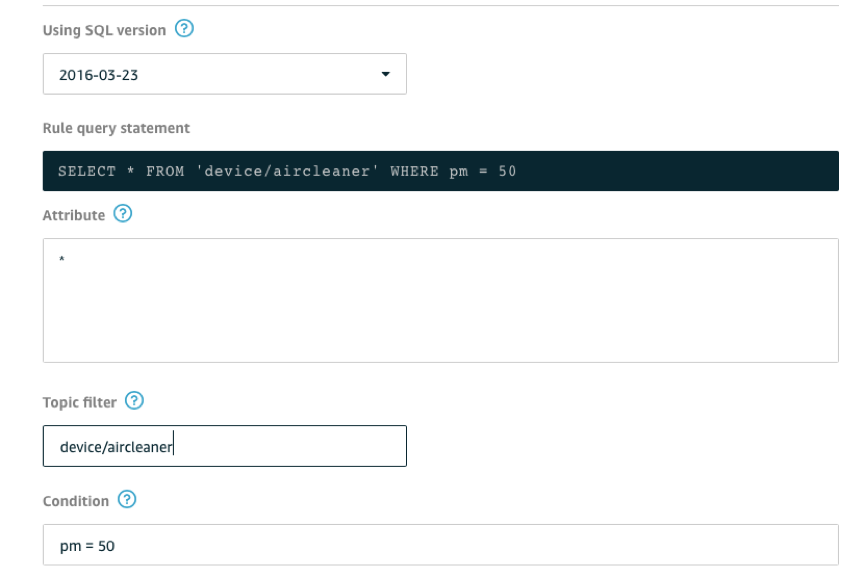 Using SQL version ?
2016-03-23
Rule query statement
SELECT * FROM 'device/aircleaner' WHERE pm = 50
Attribute ?
*
Topic filter ?
device/aircleaner
Condition ?
pm = 50